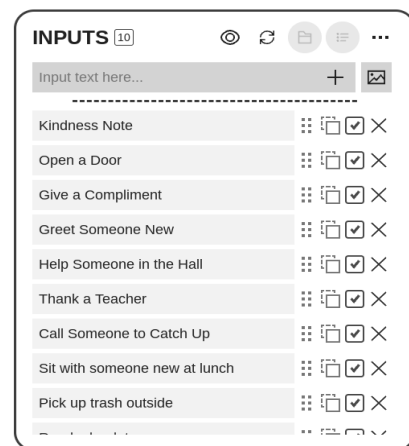 INPUTS 10
Input text here...
Kindness Note
Open a Door
Give a Compliment
Greet Someone New
Help Someone in the Hall
Thank a Teacher
Call Someone to Catch Up
Sit with someone new at lunch
Pick up trash outside